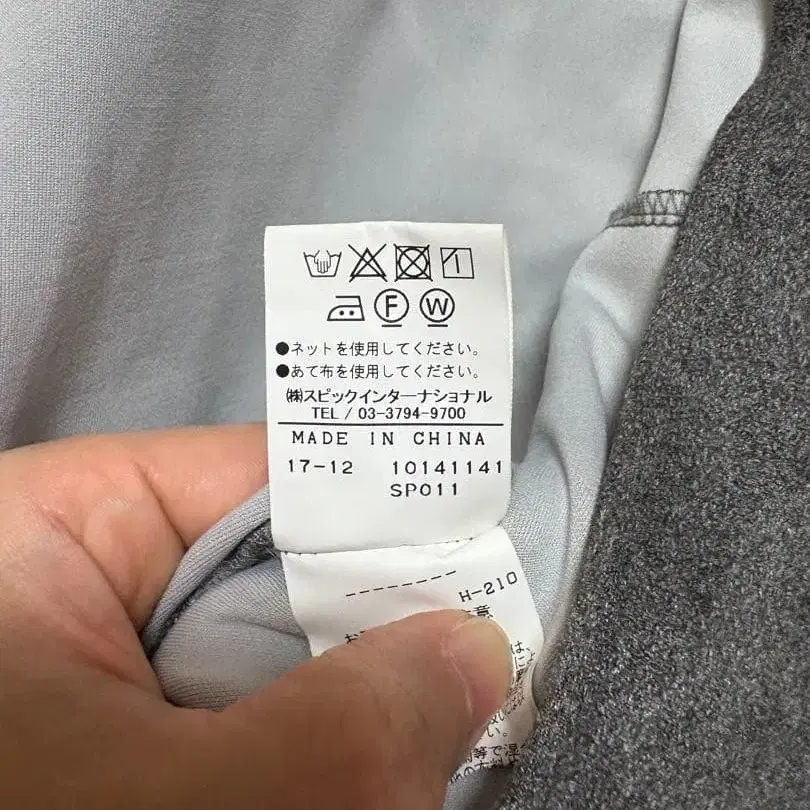 F W
●ネットを使用してください。
●あて布を使用してください。
㈱スピックインターナショナル
TEL / 03-3794-9700
MADE IN CHINA
17-12 10141141
SP011
--------
H-210